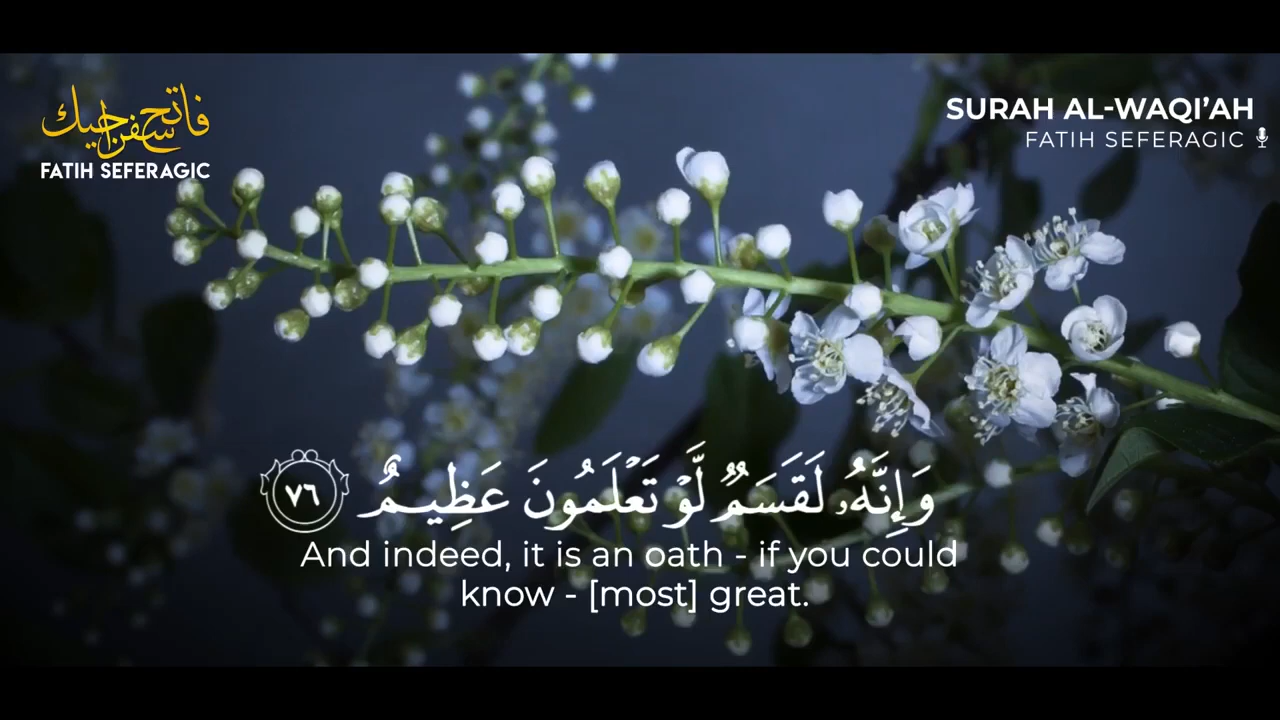 فاتح سفراجيك
FATIH SEFERAGIC
SURAH AL-WAQI'AH
FATIH SEFERAGIC
وَإِنَّهُۥ لَقَسَمٌ لَّوْ تَعْلَمُونَ عَظِيمٌ ٧٦
And indeed, it is an oath - if you could
know - [most] great.